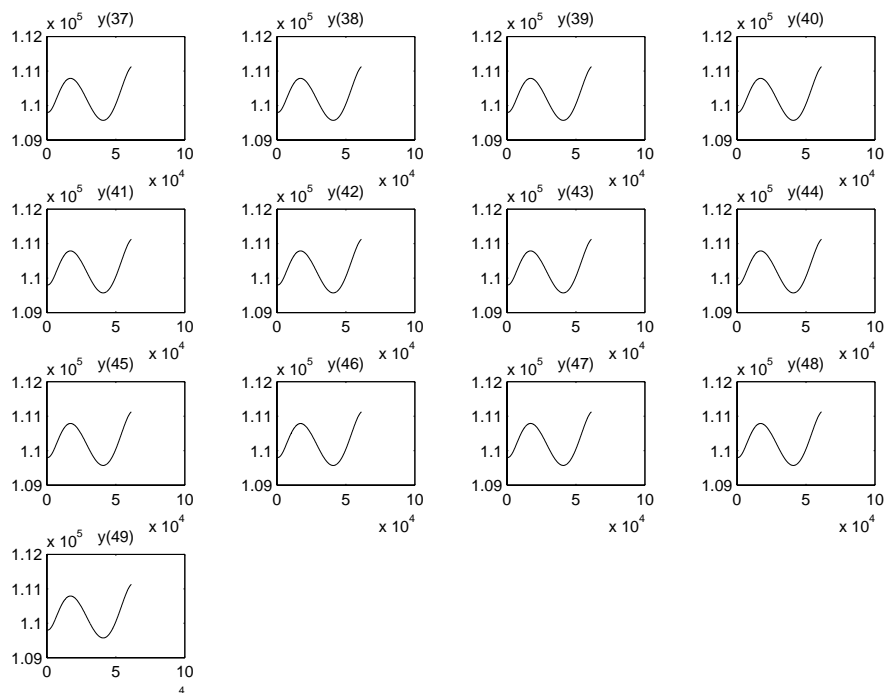 x 10^5 y(37)
1.12
1.11
1.1
1.09
0 5 10
x 10^4
x 10^5 y(38)
1.12
1.11
1.1
1.09
0 5 10
x 10^4
x 10^5 y(39)
1.12
1.11
1.1
1.09
0 5 10
x 10^4
x 10^5 y(40)
1.12
1.11
1.1
1.09
0 5 10
x 10^4
x 10^5 y(41)
1.12
1.11
1.1
1.09
0 5 10
x 10^4
x 10^5 y(42)
1.12
1.11
1.1
1.09
0 5 10
x 10^4
x 10^5 y(43)
1.12
1.11
1.1
1.09
0 5 10
x 10^4
x 10^5 y(44)
1.12
1.11
1.1
1.09
0 5 10
x 10^4
x 10^5 y(45)
1.12
1.11
1.1
1.09
0 5 10
x 10^4
x 10^5 y(46)
1.12
1.11
1.1
1.09
0 5 10
x 10^4
x 10^5 y(47)
1.12
1.11
1.1
1.09
0 5 10
x 10^4
x 10^5 y(48)
1.12
1.11
1.1
1.09
0 5 10
x 10^4
x 10^5 y(49)
1.12
1.11
1.1
1.09
0 5 10
4